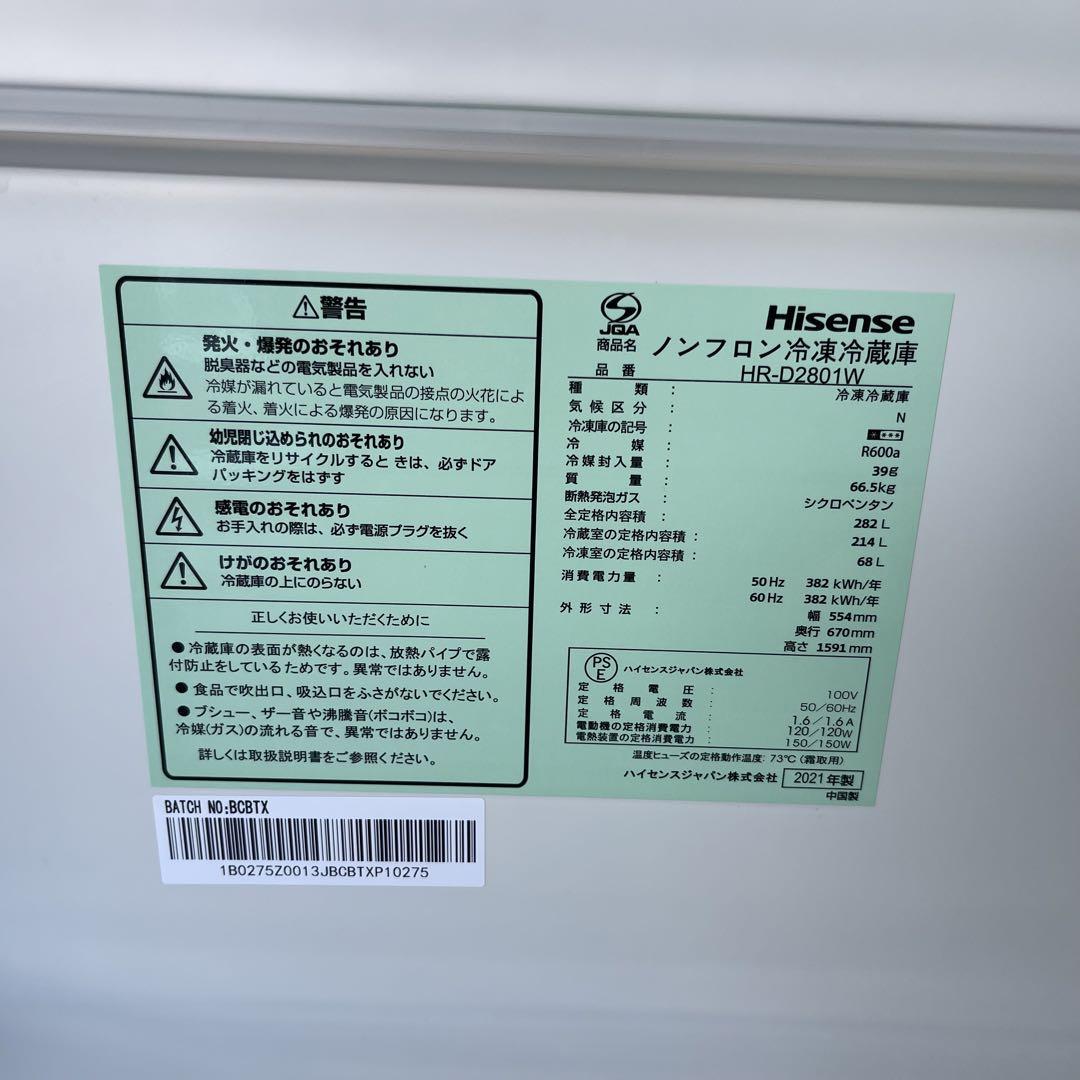 ⚠警告
発火・爆発のおそれあり
脱臭器などの電気製品を入れない
冷媒が漏れていると電気製品の接点の火花によ
る着火、着火による爆発の原因になります。
幼児閉じ込められのおそれあり
冷蔵庫をリサイクルすると きは、必ずドア
パッキングをはずす
感電のおそれあり
お手入れの際は、必ず電源プラグを抜く
けがのおそれあり
冷蔵庫の上にのらない
正しくお使いいただくために
●冷蔵庫の表面が熱くなるのは、放熱パイプで露
付防止をしているためです。異常ではありません。
●食品で吹出口、吸込口をふさがないでください。
●ブシュー、ザー音や沸騰音(ボコボコ)は、
冷媒(ガス)の流れる音で、異常ではありません。
詳しくは取扱説明書をご参照ください。
JQA
Hisense
商品名 ノンフロン冷凍冷蔵庫
品番 HR-D2801W
種類： 冷凍冷蔵庫
気候区分： N
冷凍庫の記号： ****
冷媒： R600a
冷媒封入量： 39g
質量： 66.5kg
断熱発泡ガス： シクロペンタン
全定格内容積： 282 L
冷蔵室の定格内容積： 214 L
冷凍室の定格内容積： 68 L
消費電力量： 50Hz 382 kWh/年
60Hz 382 kWh/年
外形寸法： 幅 554mm
奥行 670mm
高さ 1591mm
PSE ハイセンスジャパン株式会社
定格電圧： 100V
定格周波数： 50/60Hz
定格電流： 1.6/1.6A
電動機の定格消費電力： 120/120W
電熱装置の定格消費電力： 150/150W
温度ヒューズの定格動作温度: 73℃(霜取用)
ハイセンスジャパン株式会社 2021年製
中国製
BATCH NO:BCBTX
1B0275Z0013JBCBTXP10275